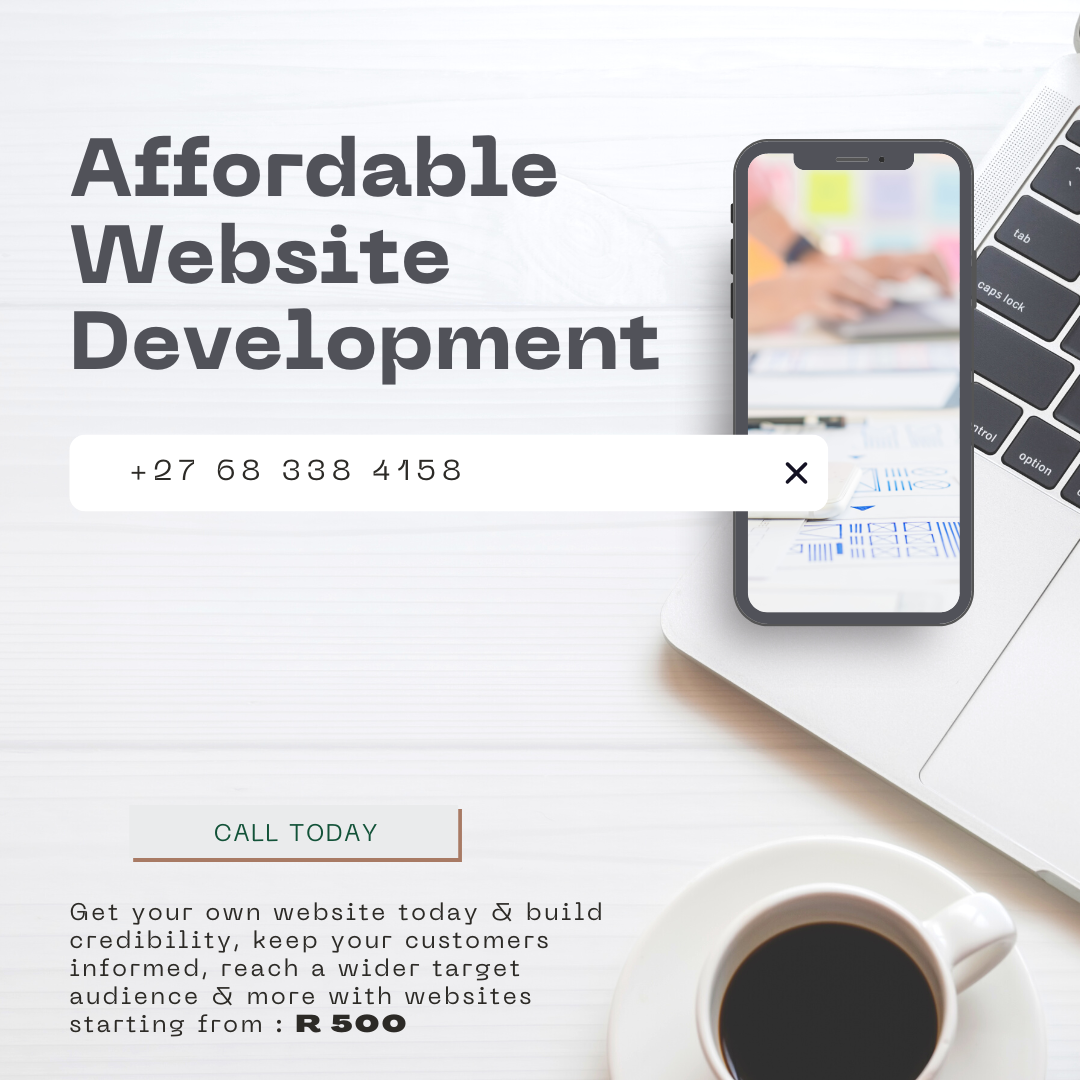 Affordable
Website
Development
+27 68 338 4158
tab
caps lock
ntrol
option
CALL TODAY
Get your own website today & build
credibility, keep your customers
informed, reach a wider target
audience & more with websites
starting from : R 500